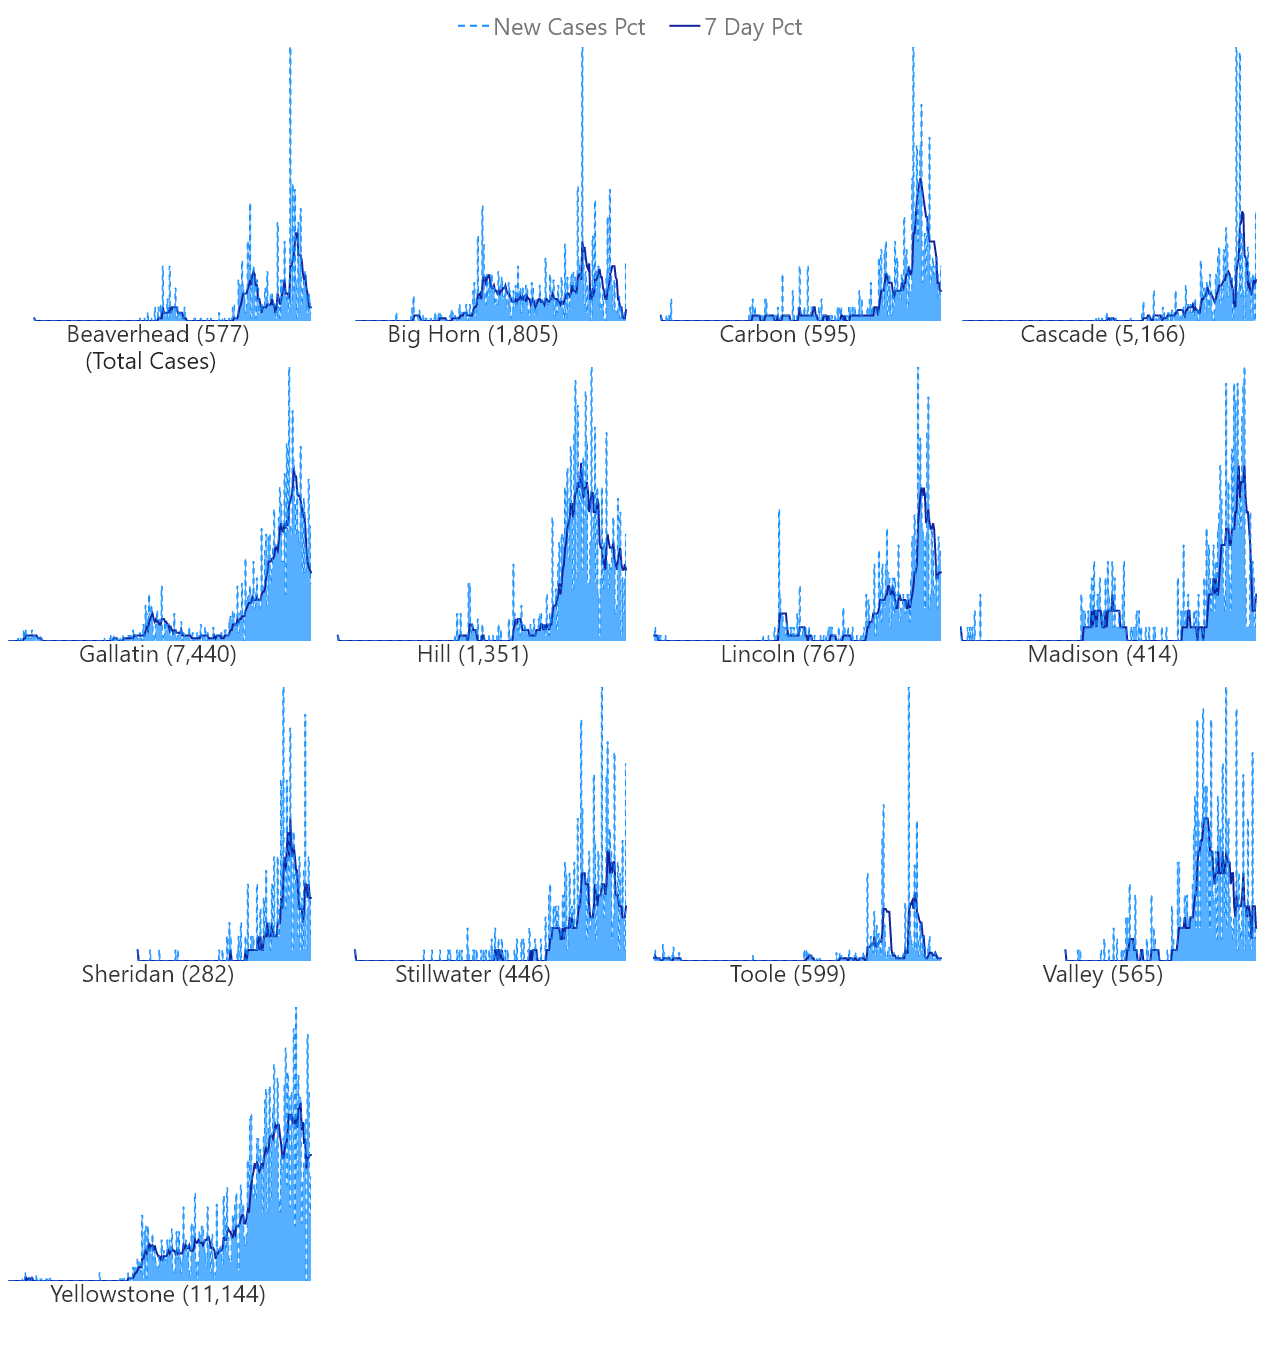 New Cases Pct 7 Day Pct
Beaverhead (577) Big Horn (1,805) Carbon (595) Cascade (5,166)
(Total Cases)
Gallatin (7,440) Hill (1,351) Lincoln (767) Madison (414)
Sheridan (282) Stillwater (446) Toole (599) Valley (565)
Yellowstone (11,144)